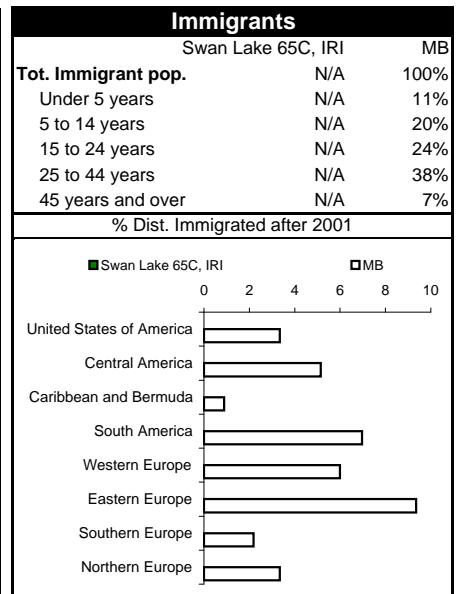 Immigrants
Swan Lake 65C, IRI MB
Tot. Immigrant pop. N/A 100%
Under 5 years N/A 11%
5 to 14 years N/A 20%
15 to 24 years N/A 24%
25 to 44 years N/A 38%
45 years and over N/A 7%
% Dist. Immigrated after 2001
Swan Lake 65C, IRI MB
0 2 4 6 8 10
United States of America
Central America
Caribbean and Bermuda
South America
Western Europe
Eastern Europe
Southern Europe
Northern Europe